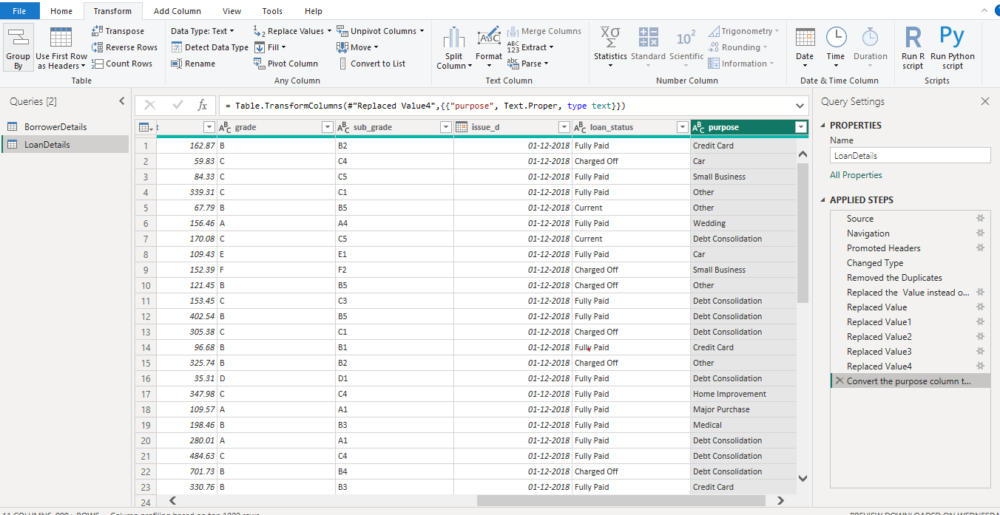 File Home Transform Add Column View Tools Help
Group By
Use First Row as Headers
Transpose
Reverse Rows
Count Rows
Table
Data Type: Text
Detect Data Type
Rename
1 2 Replace Values
Fill
Pivot Column
Unpivot Columns
Move
Convert to List
Any Column
Split Column
ABC
Format
Merge Columns
ABC 123 Extract
abc Parse
Text Column
XΣσ
Statistics
Standard
10²
Scientific
Trigonometry
.00 Rounding
Information
Number Column
Date
Time
Duration
Date & Time Column
R
Run R script
Py
Run Python script
Scripts
Queries [2]
BorrowerDetails
LoanDetails
fx = Table.TransformColumns(#"Replaced Value4",{{"purpose", Text.Proper, type text}})
t ABC grade ABC sub_grade issue_d ABC loan_status ABC purpose
1 162.87 B B2 01-12-2018 Fully Paid Credit Card
2 59.83 C C4 01-12-2018 Charged Off Car
3 84.33 C C5 01-12-2018 Fully Paid Small Business
4 339.31 C C1 01-12-2018 Fully Paid Other
5 67.79 B B5 01-12-2018 Current Other
6 156.46 A A4 01-12-2018 Fully Paid Wedding
7 170.08 C C5 01-12-2018 Current Debt Consolidation
8 109.43 E E1 01-12-2018 Fully Paid Car
9 152.39 F F2 01-12-2018 Charged Off Small Business
10 121.45 B B5 01-12-2018 Charged Off Other
11 153.45 C C3 01-12-2018 Fully Paid Debt Consolidation
12 402.54 B B5 01-12-2018 Fully Paid Debt Consolidation
13 305.38 C C1 01-12-2018 Charged Off Debt Consolidation
14 96.68 B B1 01-12-2018 Fully Paid Credit Card
15 325.74 B B2 01-12-2018 Charged Off Other
16 35.31 D D1 01-12-2018 Fully Paid Debt Consolidation
17 347.98 C C4 01-12-2018 Fully Paid Home Improvement
18 109.57 A A1 01-12-2018 Fully Paid Major Purchase
19 198.46 B B3 01-12-2018 Fully Paid Medical
20 280.01 A A1 01-12-2018 Fully Paid Debt Consolidation
21 484.63 C C4 01-12-2018 Fully Paid Debt Consolidation
22 701.73 B B4 01-12-2018 Charged Off Debt Consolidation
23 330.76 B B3 01-12-2018 Fully Paid Credit Card
24
Query Settings
PROPERTIES
Name
LoanDetails
All Properties
APPLIED STEPS
Source
Navigation
Promoted Headers
Changed Type
Removed the Duplicates
Replaced the Value instead o...
Replaced Value
Replaced Value1
Replaced Value2
Replaced Value3
Replaced Value4
Convert the purpose column t...
11 COLUMNS, 999+ ROWS Column profiling based on top 1000 rows
PREVIEW DOWNLOADED ON WEDNESDA